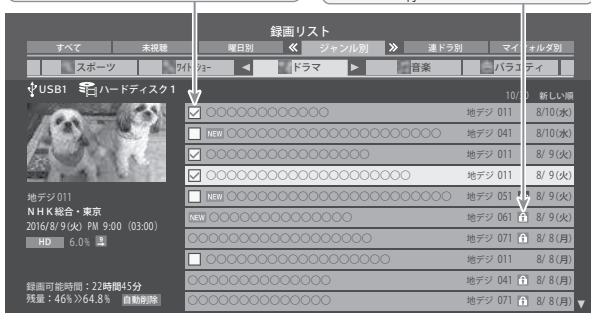 録画リスト
すべて 未視聴 曜日別 ≪ ジャンル別 ≫ 連ドラ別 マイフォルダ別
スポーツ ワイドショー ◀ ドラマ ▶ 音楽 バラエティ
USB1 ハードディスク1
新しい順
○○○○○○○○○○○○ 地デジ 011 8/10(水)
NEW ○○○○○○○○○○○○○○○○○○○○○ 地デジ 041 8/10(水)
○○○○○○○○○○○○○○○○ 地デジ 011 8/ 9(火)
○○○○○○○○○○○○○○○○○○○○ 地デジ 011 8/ 9(火)
NEW ○○○○○○○○○○○○○○○○○○○○○○ 地デジ 051 8/ 9(火)
NEW ○○○○○○○○○○○○○○ 地デジ 061 8/ 9(火)
○○○○○○○○○○○○○○○○○○ 地デジ 071 8/ 8(月)
○○○○○○○○○○○○○○○○ 地デジ 011 8/ 8(月)
○○○○○○○○○○○○○○ 地デジ 041 8/ 8(月)
○○○○○○○○○○○○○○ 地デジ 071 8/ 8(月) ▼
地デジ011
NHK総合・東京
2016/8/ 9(火) PM 9:00 (03:00)
HD 6.0%
録画可能時間：22時間45分
残量：46%≫64.8% 自動削除